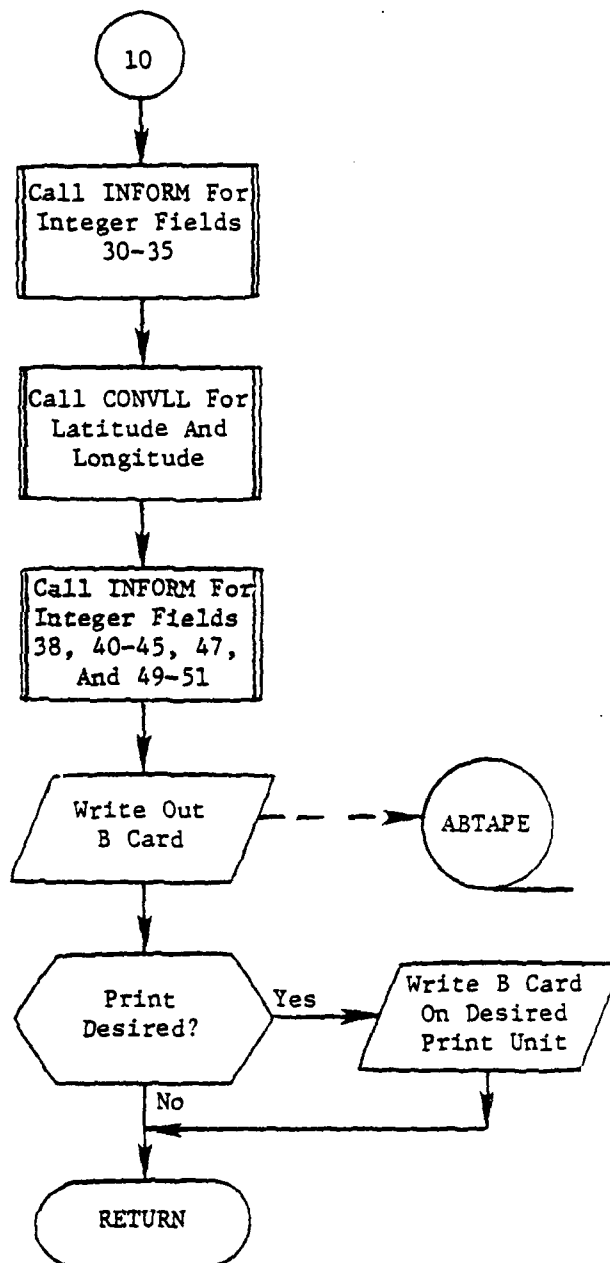 10
Call INFORM For
Integer Fields
30-35
Call CONVLL For
Latitude And
Longitude
Call INFORM For
Integer Fields
38, 40-45, 47,
And 49-51
Write Out
B Card
ABTAPE
Print
Desired?
Yes
Write B Card
On Desired
Print Unit
No
RETURN